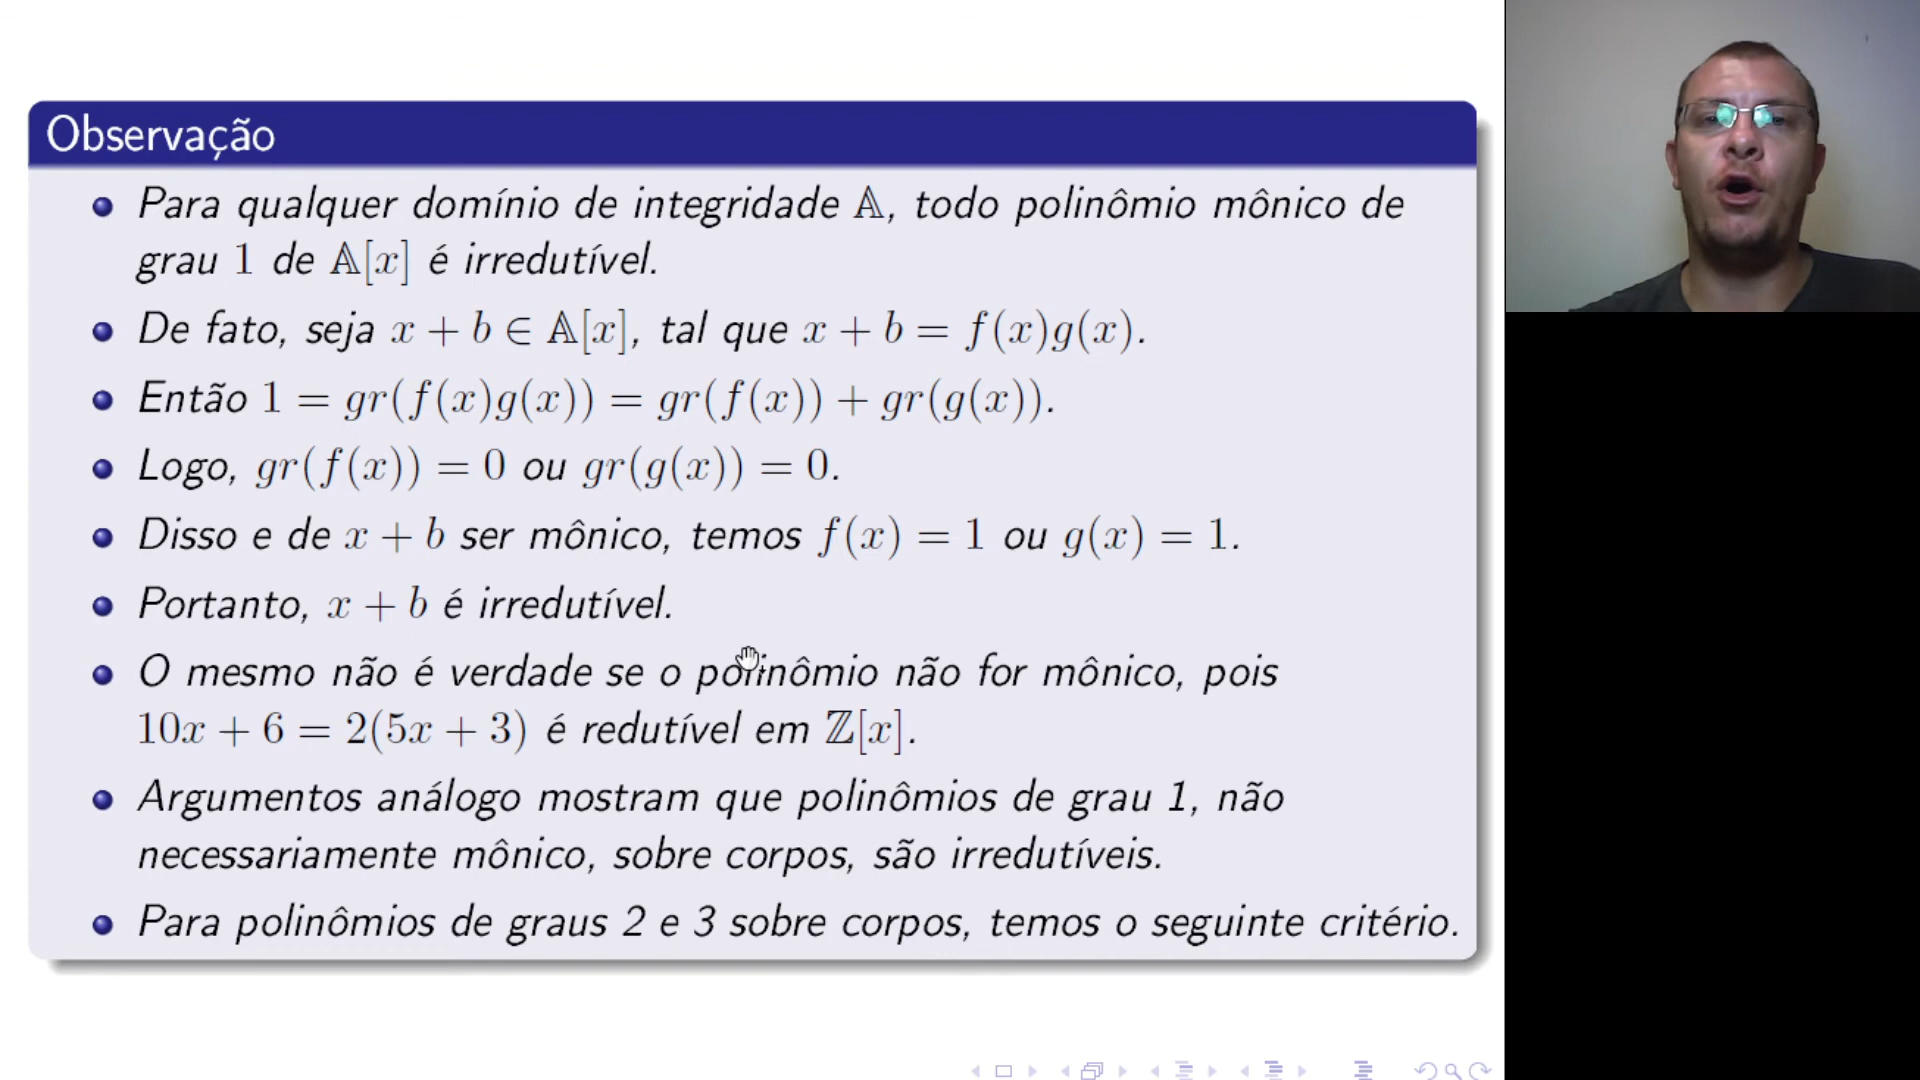 Observação
Para qualquer domínio de integridade 𝔸, todo polinômio mônico de
grau 1 de 𝔸[x] é irredutível.
De fato, seja x + b ∈ 𝔸[x], tal que x + b = f(x)g(x).
Então 1 = gr(f(x)g(x)) = gr(f(x)) + gr(g(x)).
Logo, gr(f(x)) = 0 ou gr(g(x)) = 0.
Disso e de x + b ser mônico, temos f(x) = 1 ou g(x) = 1.
Portanto, x + b é irredutível.
O mesmo não é verdade se o polinômio não for mônico, pois
10x + 6 = 2(5x + 3) é redutível em ℤ[x].
Argumentos análogo mostram que polinômios de grau 1, não
necessariamente mônico, sobre corpos, são irredutíveis.
Para polinômios de graus 2 e 3 sobre corpos, temos o seguinte critério.